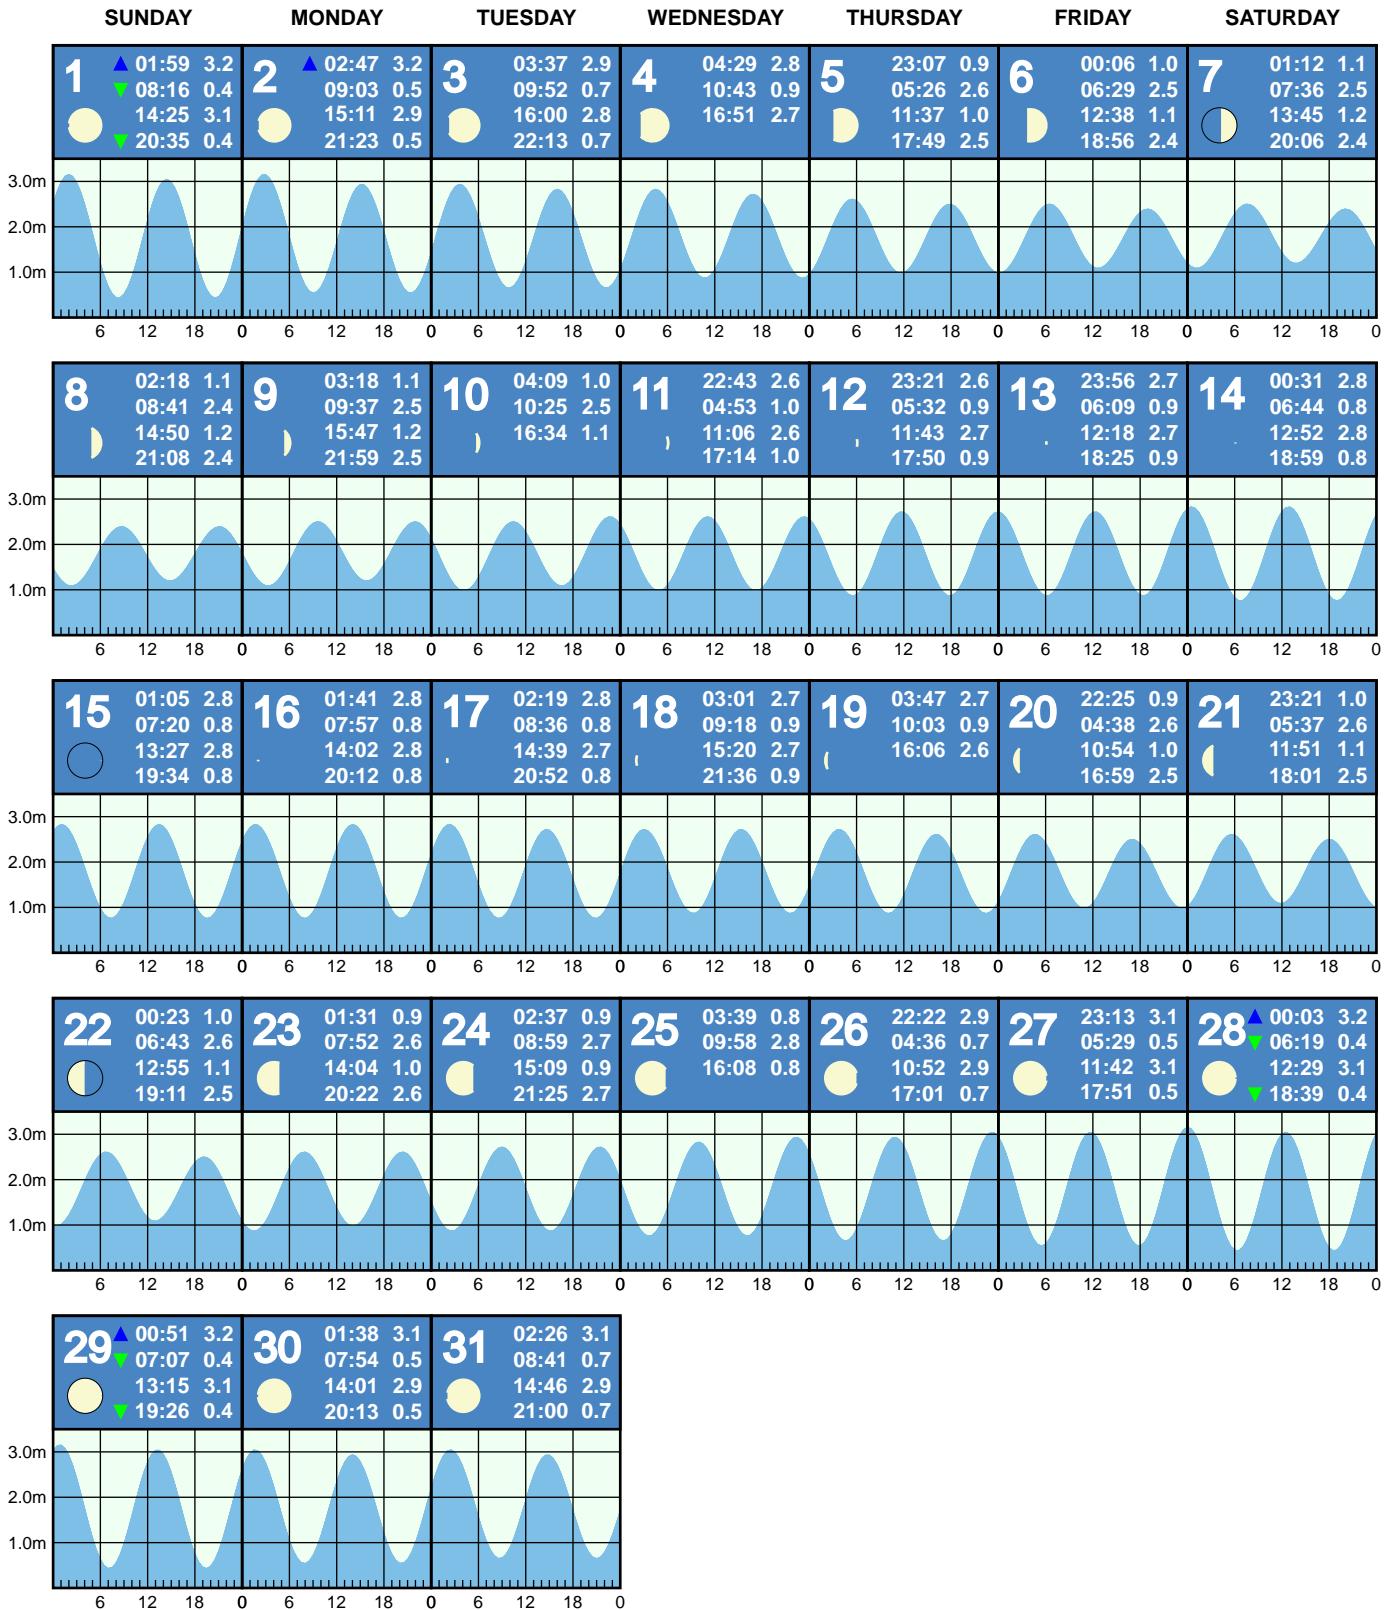 SUNDAY MONDAY TUESDAY WEDNESDAY THURSDAY FRIDAY SATURDAY
1 01:59 3.2
08:16 0.4
14:25 3.1
20:35 0.4
2 02:47 3.2
09:03 0.5
15:11 2.9
21:23 0.5
3 03:37 2.9
09:52 0.7
16:00 2.8
22:13 0.7
4 04:29 2.8
10:43 0.9
16:51 2.7
5 23:07 0.9
05:26 2.6
11:37 1.0
17:49 2.5
6 00:06 1.0
06:29 2.5
12:38 1.1
18:56 2.4
7 01:12 1.1
07:36 2.5
13:45 1.2
20:06 2.4
3.0m
2.0m
1.0m
6 12 18 0 6 12 18 0 6 12 18 0 6 12 18 0 6 12 18 0 6 12 18 0 6 12 18 0
8 02:18 1.1
08:41 2.4
14:50 1.2
21:08 2.4
9 03:18 1.1
09:37 2.5
15:47 1.2
21:59 2.5
10 04:09 1.0
10:25 2.5
16:34 1.1
11 22:43 2.6
04:53 1.0
11:06 2.6
17:14 1.0
12 23:21 2.6
05:32 0.9
11:43 2.7
17:50 0.9
13 23:56 2.7
06:09 0.9
12:18 2.7
18:25 0.9
14 00:31 2.8
06:44 0.8
12:52 2.8
18:59 0.8
3.0m
2.0m
1.0m
6 12 18 0 6 12 18 0 6 12 18 0 6 12 18 0 6 12 18 0 6 12 18 0 6 12 18 0
15 01:05 2.8
07:20 0.8
13:27 2.8
19:34 0.8
16 01:41 2.8
07:57 0.8
14:02 2.8
20:12 0.8
17 02:19 2.8
08:36 0.8
14:39 2.7
20:52 0.8
18 03:01 2.7
09:18 0.9
15:20 2.7
21:36 0.9
19 03:47 2.7
10:03 0.9
16:06 2.6
20 22:25 0.9
04:38 2.6
10:54 1.0
16:59 2.5
21 23:21 1.0
05:37 2.6
11:51 1.1
18:01 2.5
3.0m
2.0m
1.0m
6 12 18 0 6 12 18 0 6 12 18 0 6 12 18 0 6 12 18 0 6 12 18 0 6 12 18 0
22 00:23 1.0
06:43 2.6
12:55 1.1
19:11 2.5
23 01:31 0.9
07:52 2.6
14:04 1.0
20:22 2.6
24 02:37 0.9
08:59 2.7
15:09 0.9
21:25 2.7
25 03:39 0.8
09:58 2.8
16:08 0.8
26 22:22 2.9
04:36 0.7
10:52 2.9
17:01 0.7
27 23:13 3.1
05:29 0.5
11:42 3.1
17:51 0.5
28 00:03 3.2
06:19 0.4
12:29 3.1
18:39 0.4
3.0m
2.0m
1.0m
6 12 18 0 6 12 18 0 6 12 18 0 6 12 18 0 6 12 18 0 6 12 18 0 6 12 18 0
29 00:51 3.2
07:07 0.4
13:15 3.1
19:26 0.4
30 01:38 3.1
07:54 0.5
14:01 2.9
20:13 0.5
31 02:26 3.1
08:41 0.7
14:46 2.9
21:00 0.7
3.0m
2.0m
1.0m
6 12 18 0 6 12 18 0 6 12 18 0